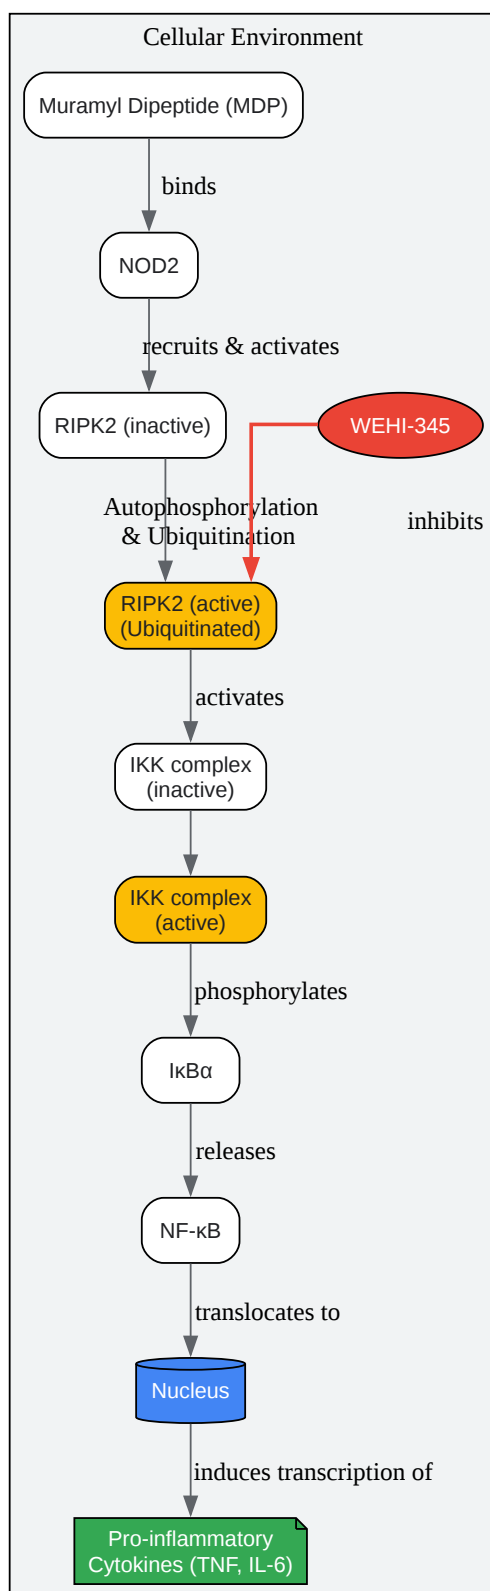 Cellular Environment
Muramyl Dipeptide (MDP)
binds
NOD2
recruits & activates
RIPK2 (inactive)
WEHI-345
Autophosphorylation
& Ubiquitination
inhibits
RIPK2 (active)
(Ubiquitinated)
activates
IKK complex
(inactive)
IKK complex
(active)
phosphorylates
IκBα
releases
NF-κB
translocates to
Nucleus
induces transcription of
Pro-inflammatory
Cytokines (TNF, IL-6)